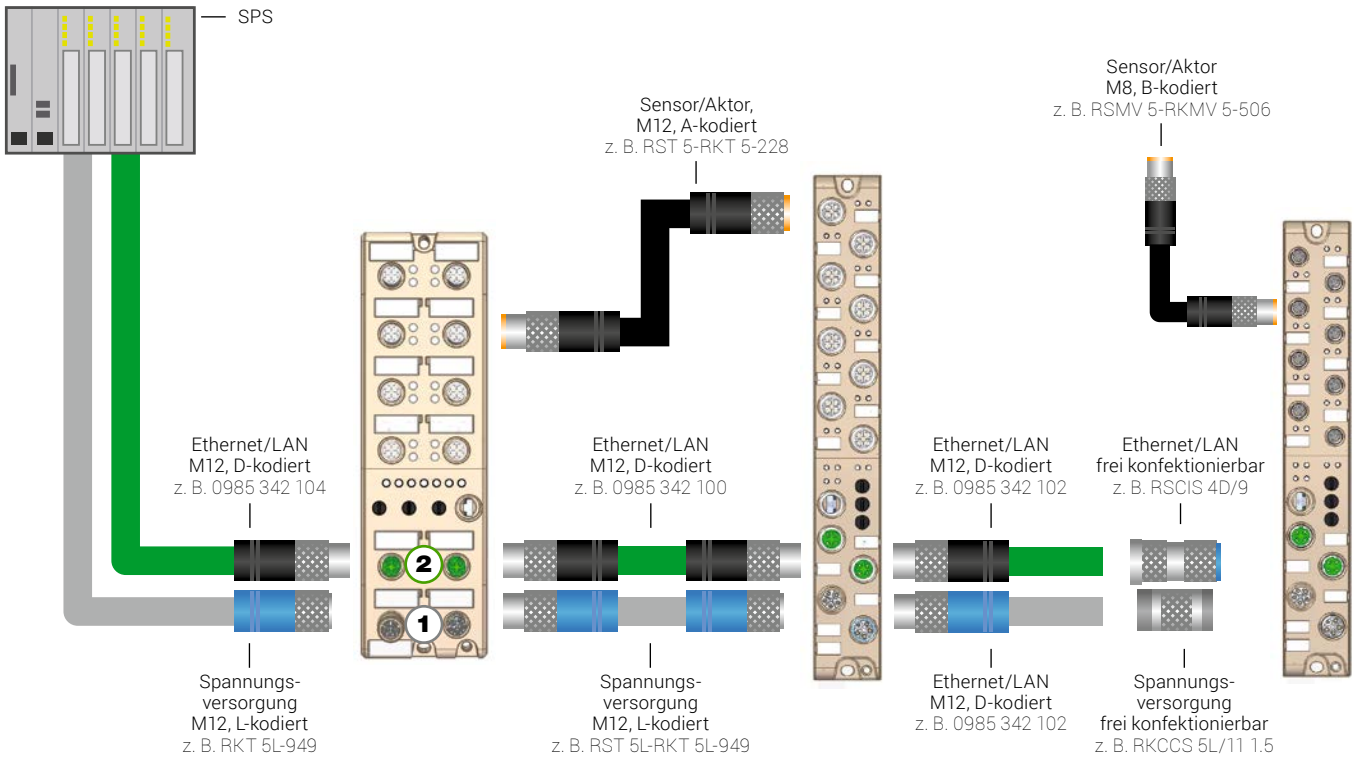 SPS
Sensor/Aktor
M8, B-kodiert
z. B. RSMV 5-RKMV 5-506
Sensor/Aktor,
M12, A-kodiert
z. B. RST 5-RKT 5-228
Ethernet/LAN
M12, D-kodiert
z. B. 0985 342 104
Ethernet/LAN
M12, D-kodiert
z. B. 0985 342 100
Ethernet/LAN
M12, D-kodiert
z. B. 0985 342 102
Ethernet/LAN
frei konfektionierbar
z. B. RSCIS 4D/9
2
1
Spannungs-
versorgung
M12, L-kodiert
z. B. RKT 5L-949
Spannungs-
versorgung
M12, L-kodiert
z. B. RST 5L-RKT 5L-949
Ethernet/LAN
M12, D-kodiert
z. B. 0985 342 102
Spannungs-
versorgung
frei konfektionierbar
z. B. RKCCS 5L/11 1.5